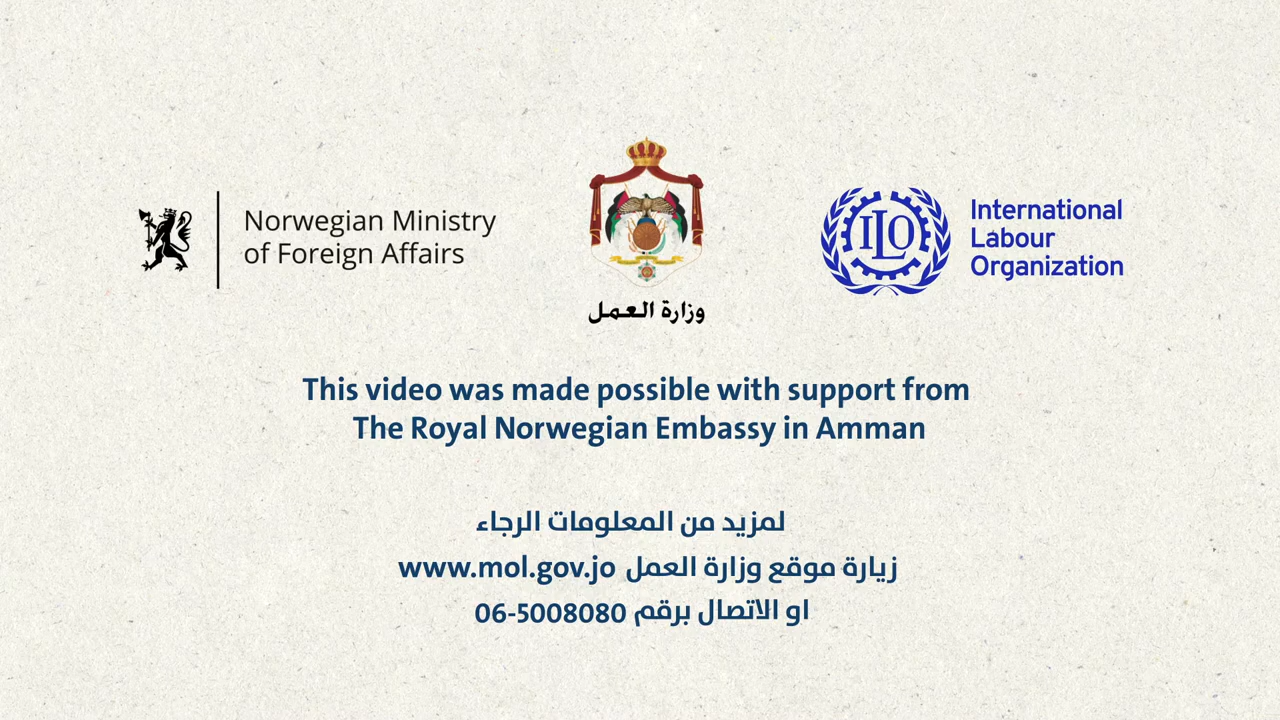 Norwegian Ministry
of Foreign Affairs
وزارة العمل
ILO
International
Labour
Organization
This video was made possible with support from
The Royal Norwegian Embassy in Amman
لمزيد من المعلومات الرجاء
زيارة موقع وزارة العمل www.mol.gov.jo
او الاتصال برقم 06-5008080